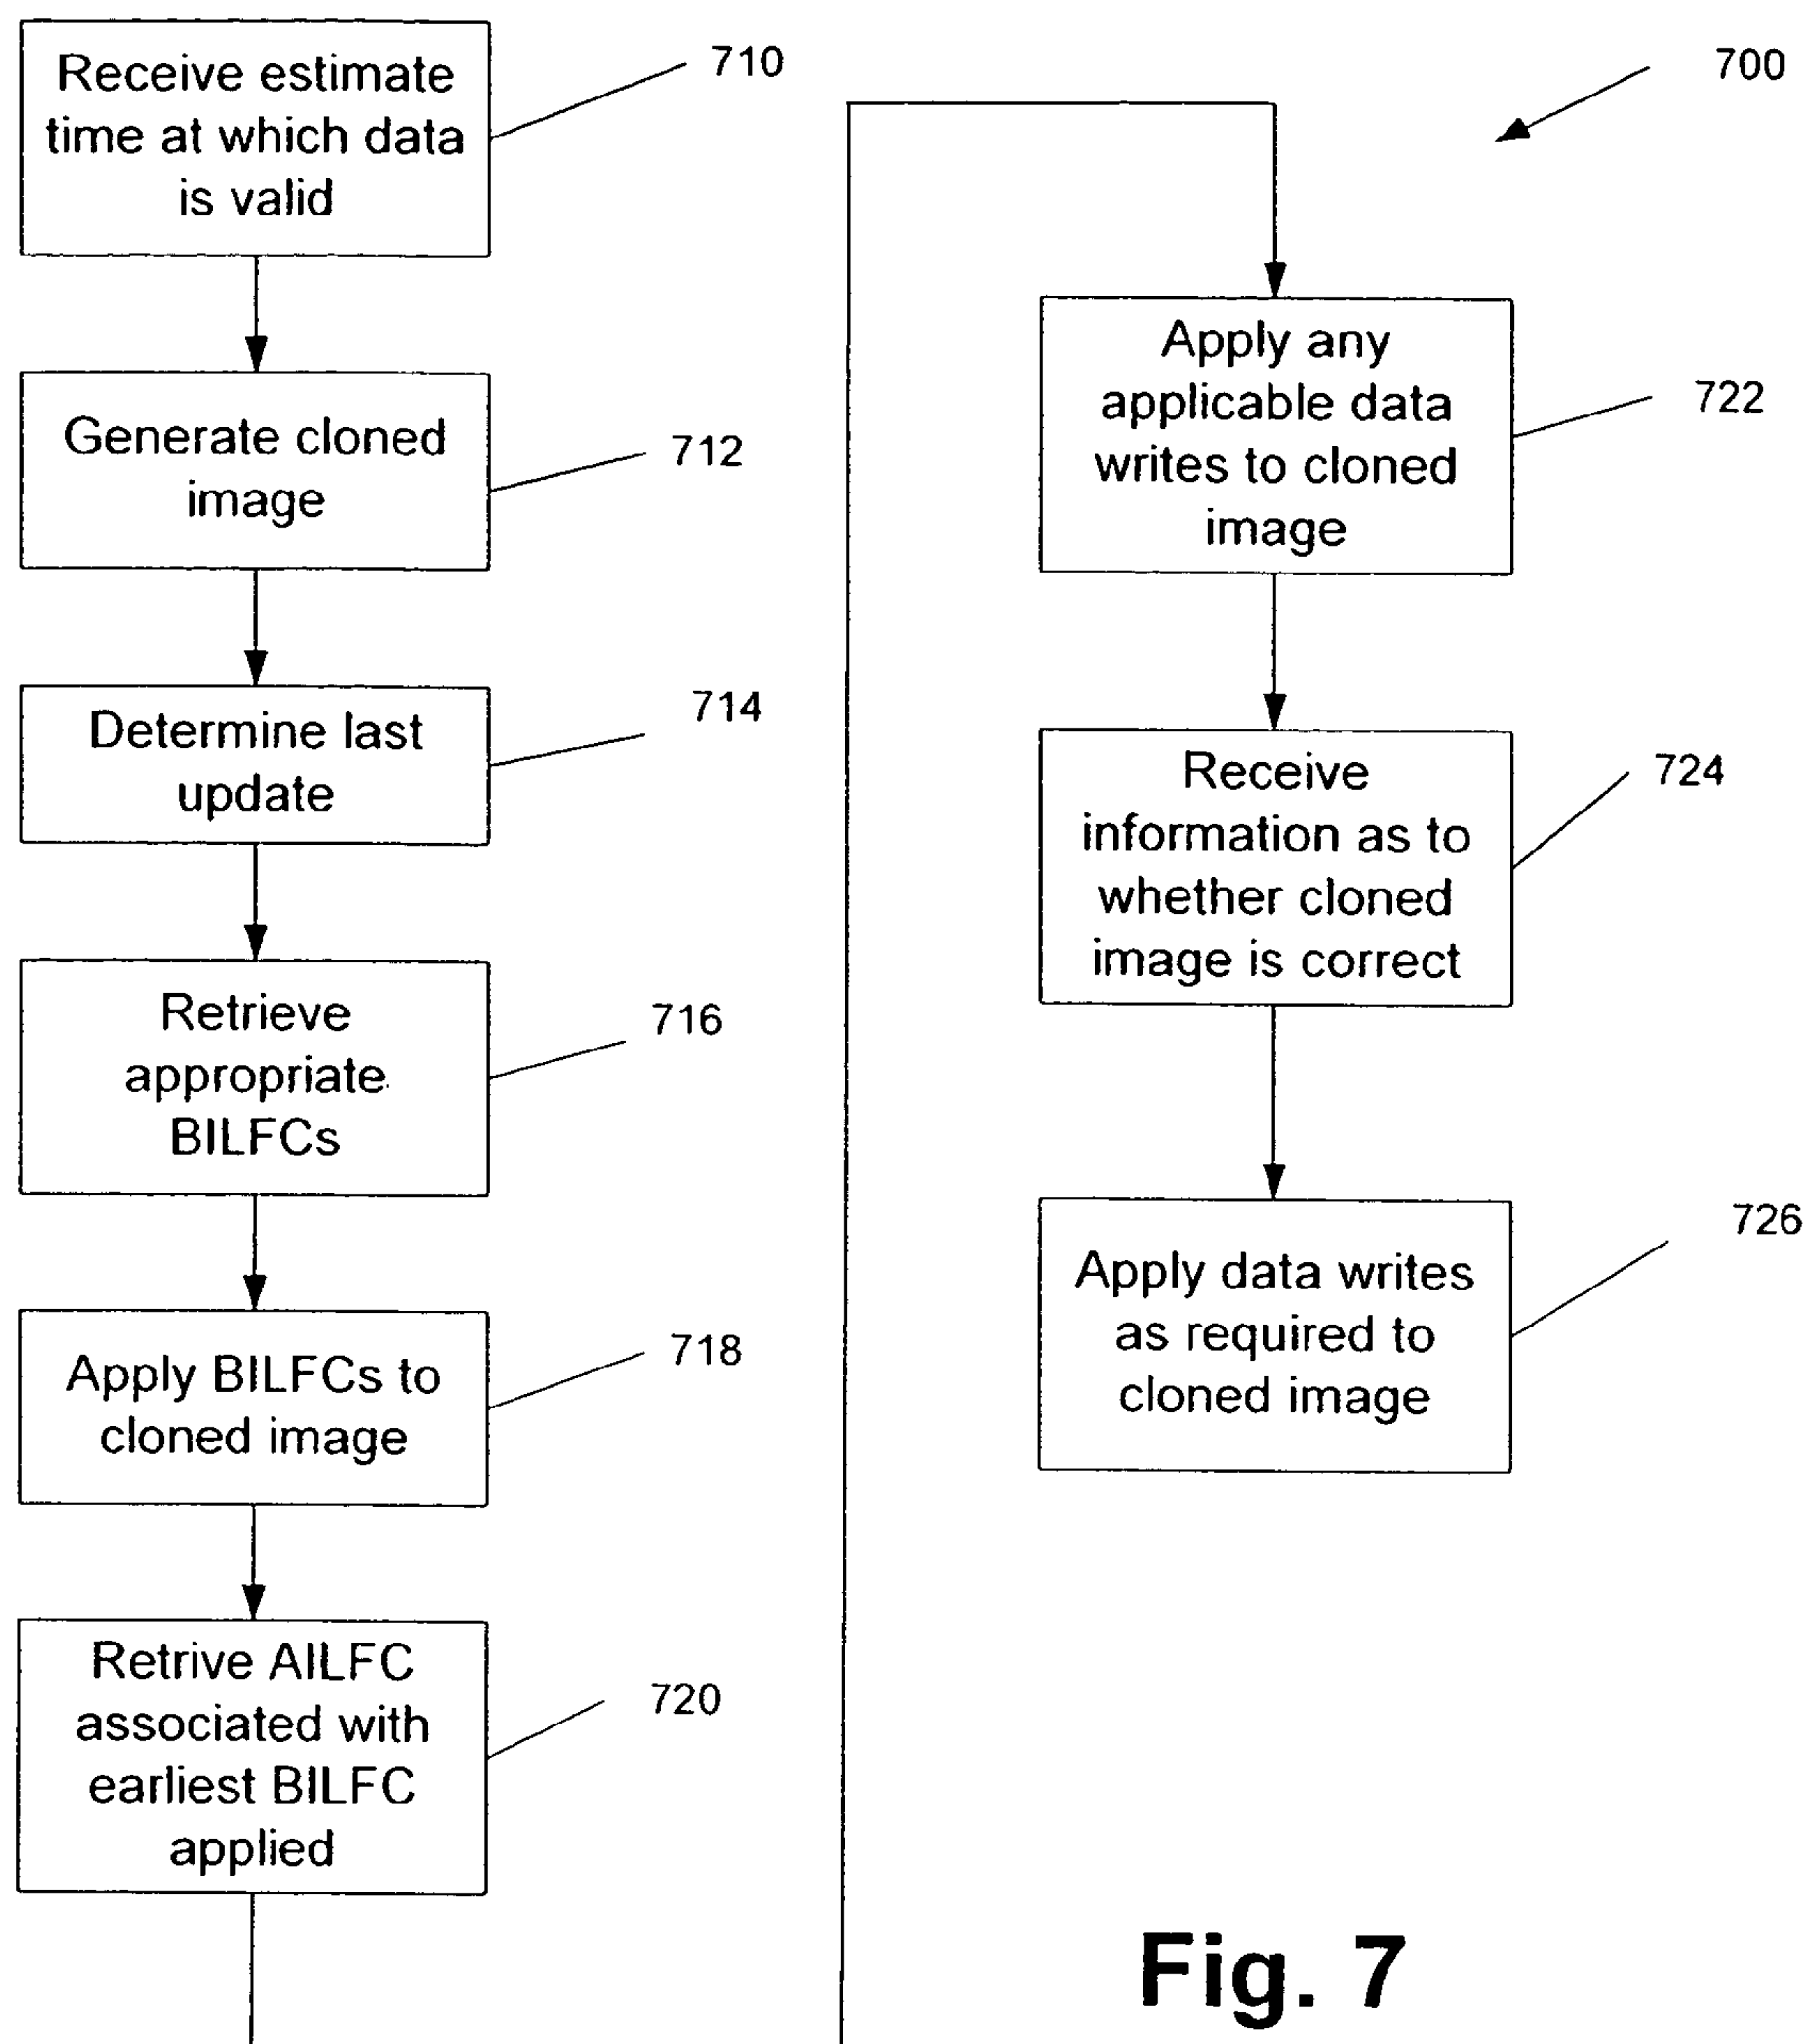 Receive estimate
time at which data
is valid
710
Generate cloned
image
712
Determine last
update
714
Retrieve
appropriate
BILFCs
716
Apply BILFCs to
cloned image
718
Retrive AILFC
associated with
earliest BILFC
applied
720
700
Apply any
applicable data
writes to cloned
image
722
Receive
information as to
whether cloned
image is correct
724
Apply data writes
as required to
cloned image
726
Fig. 7